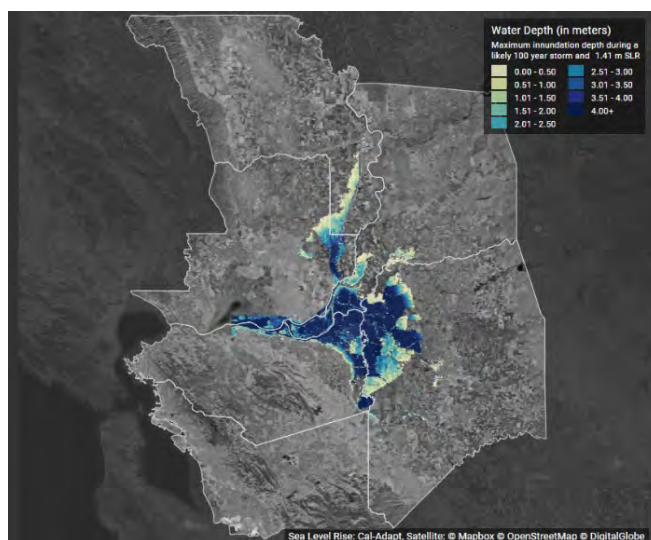 Water Depth (in meters)
Maximum innundation depth during a
likely 100 year storm and 1.41 m SLR
0.00 - 0.50
0.51 - 1.00
1.01 - 1.50
1.51 - 2.00
2.01 - 2.50
2.51 - 3.00
3.01 - 3.50
3.51 - 4.00
4.00+
Sea Level Rise: Cal-Adapt, Satellite: © Mapbox © OpenStreetMap © DigitalGlobe